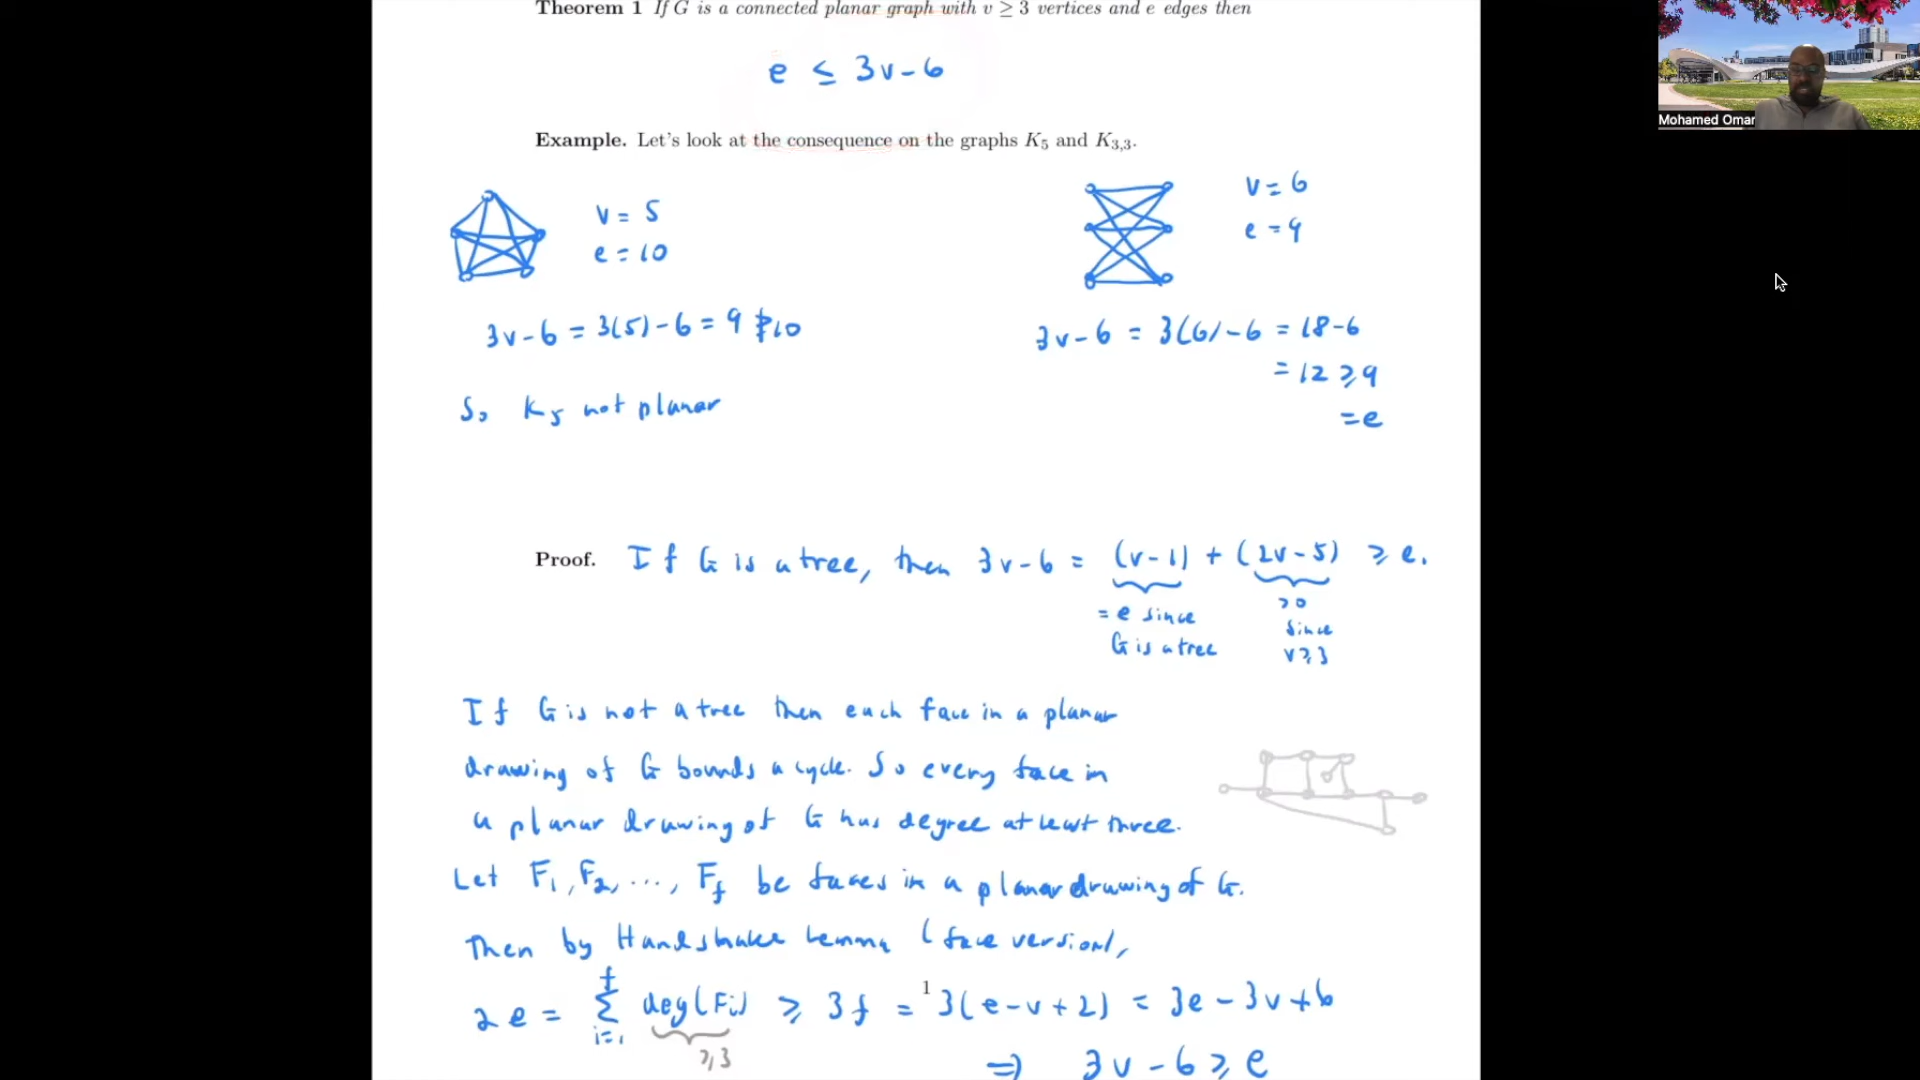 Theorem 1 If G is a connected planar graph with v ≥ 3 vertices and e edges then
e ≤ 3v-6
Example. Let's look at the consequence on the graphs K₅ and K₃,₃.
v = 5
e = 10
3v-6 = 3(5)-6 = 9 ≱ 10
So K₅ not planar
v = 6
e = 9
3v-6 = 3(6)-6 = 18-6
= 12 ≥ 9
= e
Proof. If G is a tree, then 3v-6 = (v-1) + (2v-5) ≥ e.
= e since
G is a tree
>0
since
v≥3
If G is not a tree then each face in a planar
drawing of G bounds a cycle. So every face in
a planar drawing of G has degree at least three.
Let F₁, F₂, ..., F_f be faces in a planar drawing of G.
Then by Handshake Lemma (face version),
1
2e = Σ_{i=1}^{f} deg(Fᵢ) ≥ 3f = 3(e-v+2) = 3e-3v+6
≥3
⇒ 3v-6 ≥ e
Mohamed Omar